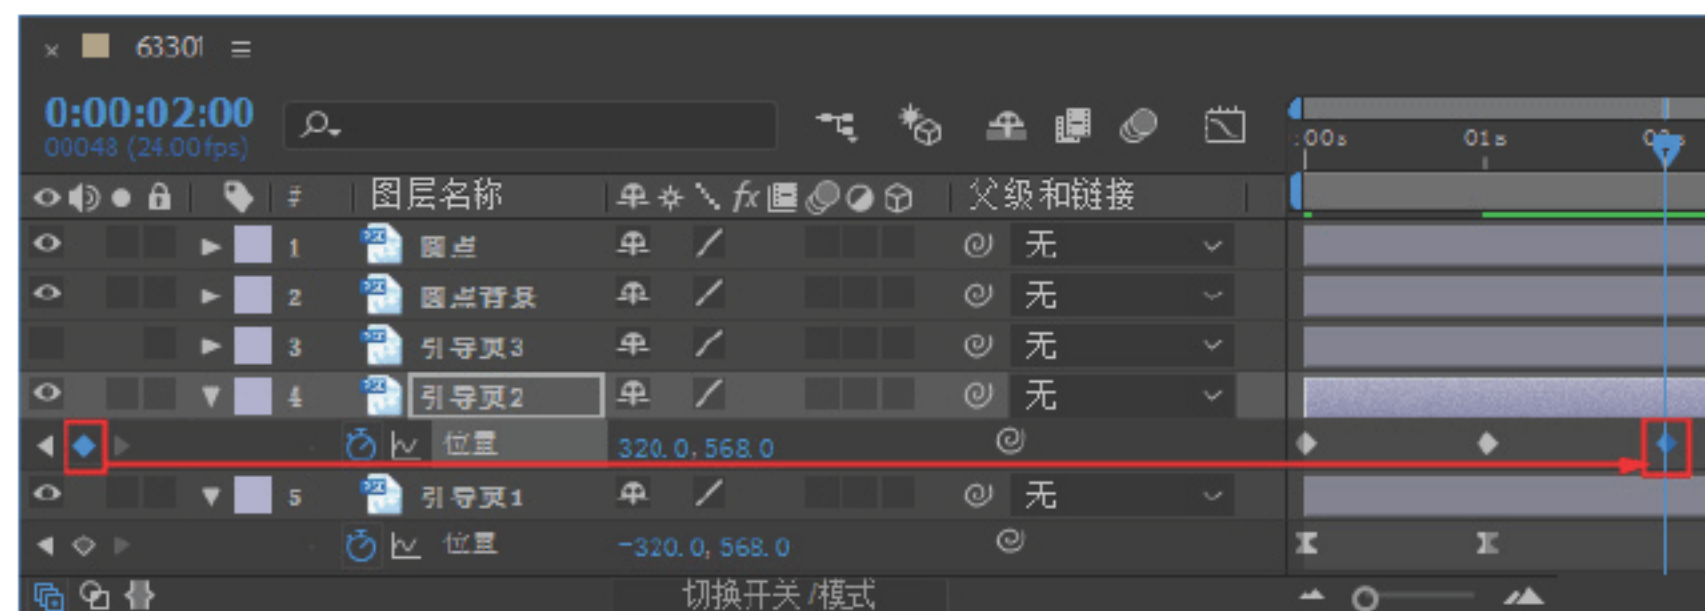 × 63301 ≡
0:00:02:00
00048 (24.00fps)
:00s 01s 02s
# 图层名称 fx 父级和链接
1 圆点 无
2 圆点背景 无
3 引导页3 无
4 引导页2 无
位置 320.0,568.0
5 引导页1 无
位置 -320.0,568.0
切换开关/模式